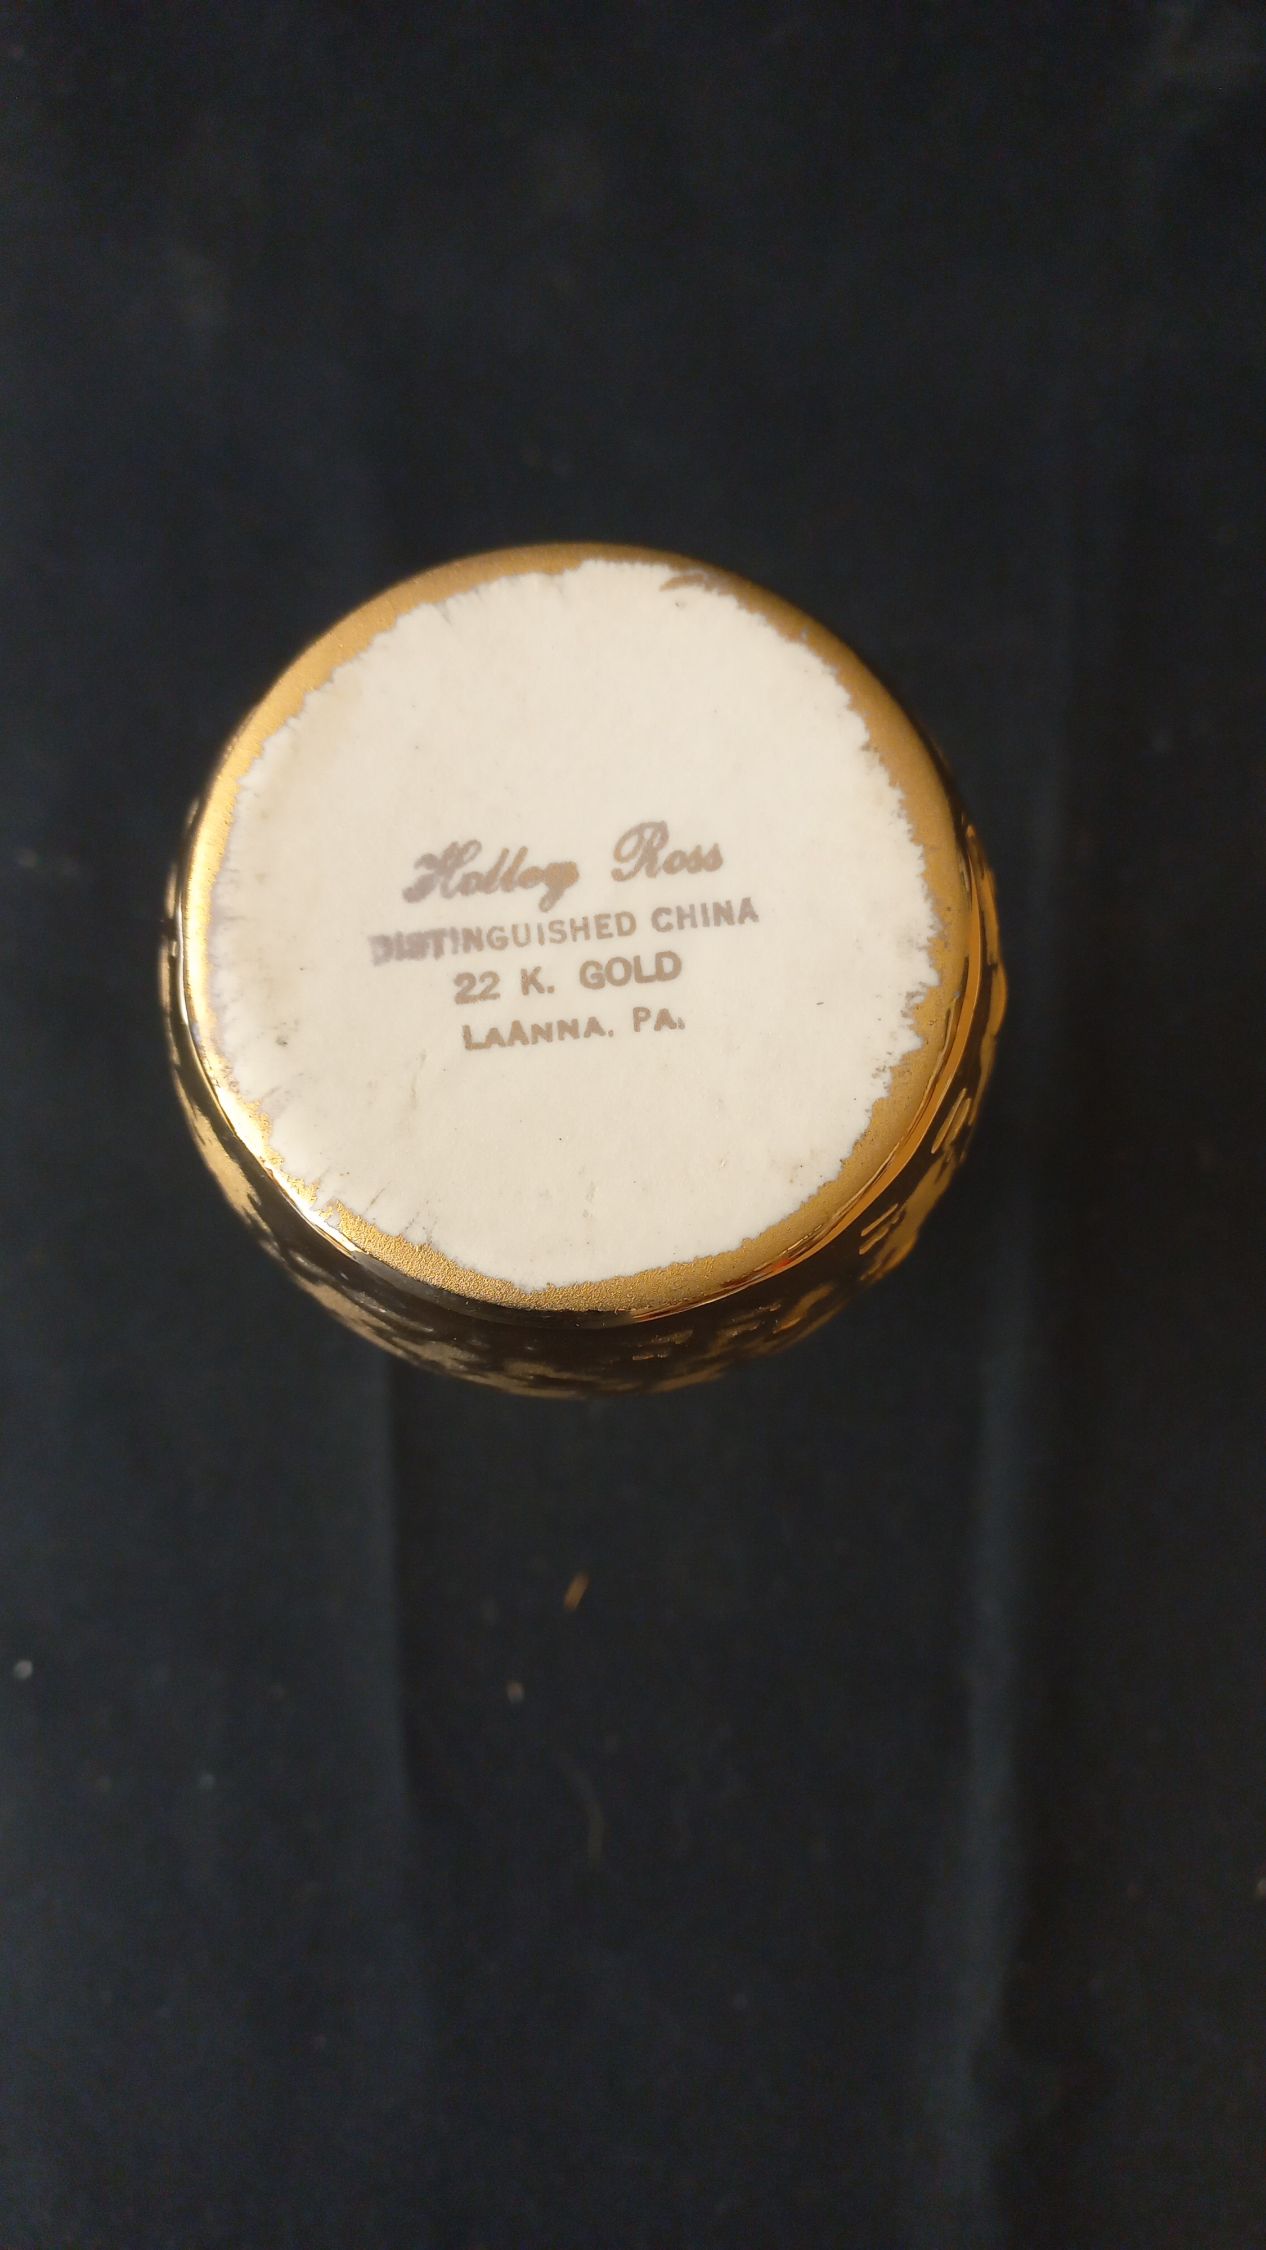 Holley Ross
DISTINGUISHED CHINA
22 K. GOLD
LAANNA, PA.